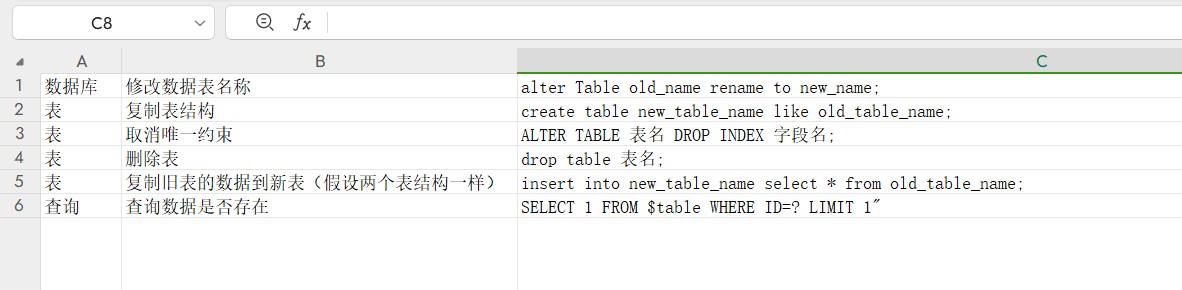 C8 fx
A B C
1 数据库 修改数据表名称 alter Table old_name rename to new_name;
2 表 复制表结构 create table new_table_name like old_table_name;
3 表 取消唯一约束 ALTER TABLE 表名 DROP INDEX 字段名;
4 表 删除表 drop table 表名;
5 表 复制旧表的数据到新表（假设两个表结构一样） insert into new_table_name select * from old_table_name;
6 查询 查询数据是否存在 SELECT 1 FROM $table WHERE ID=? LIMIT 1"